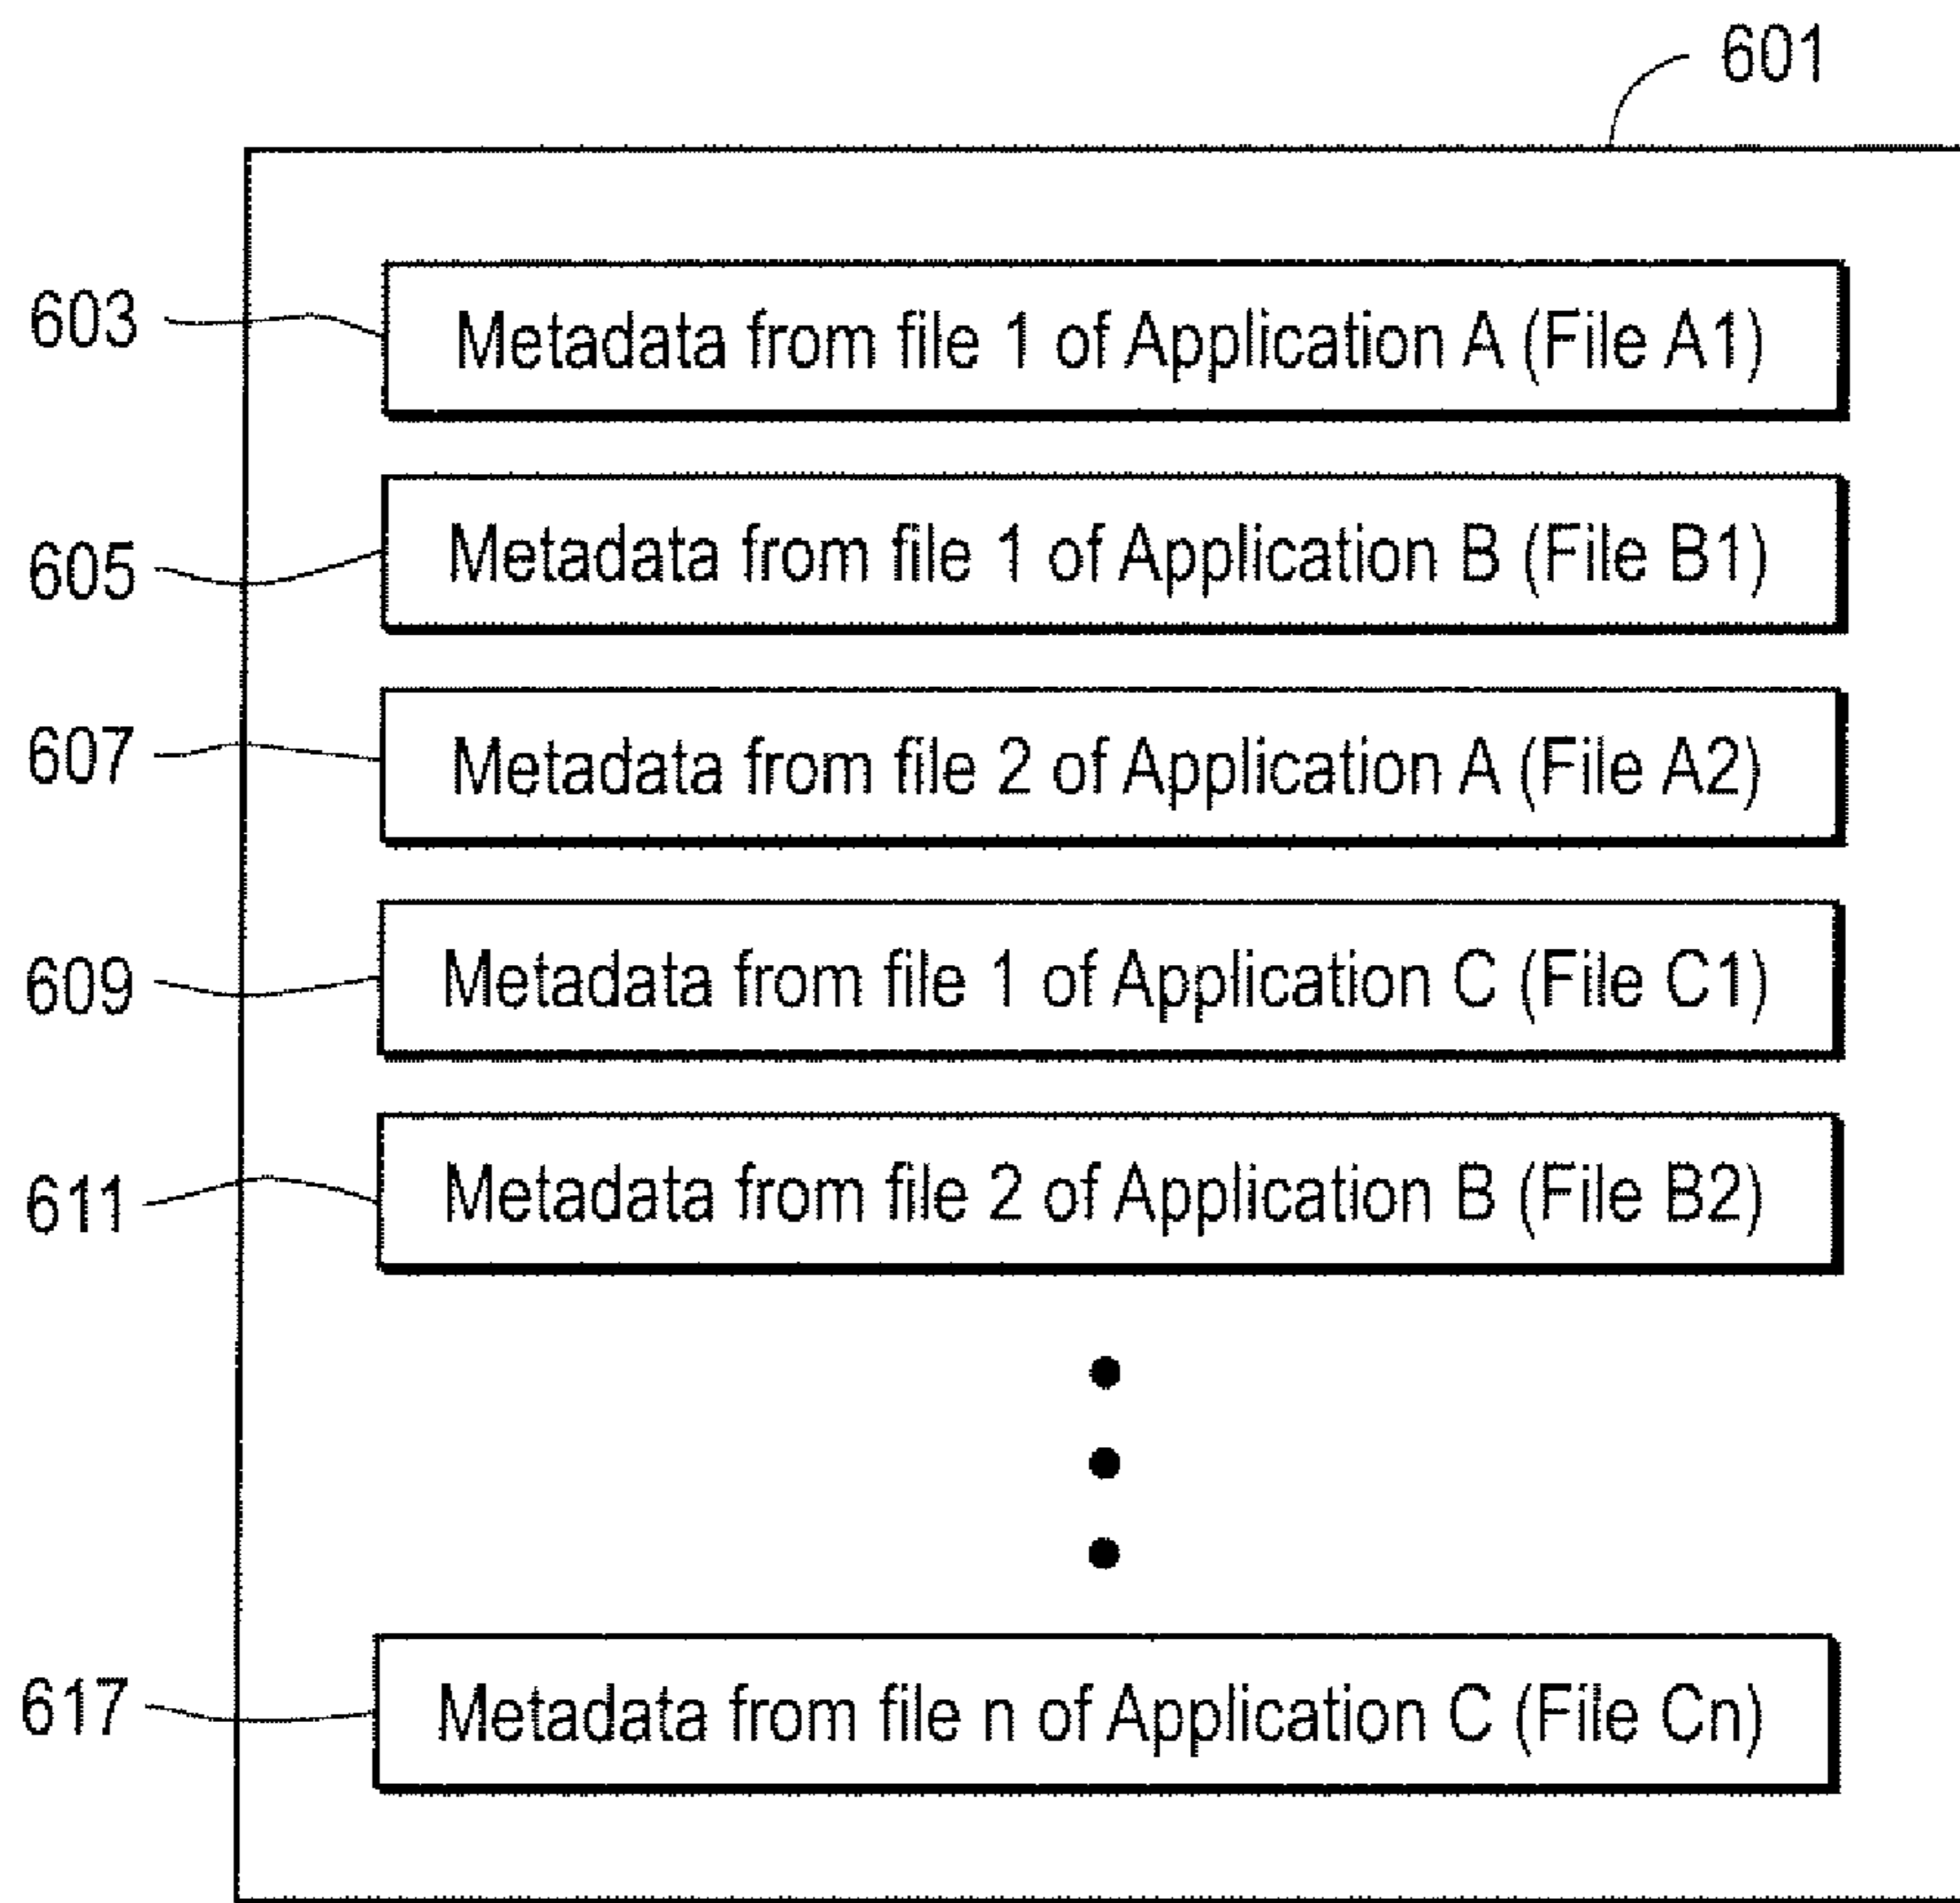 601
603 Metadata from file 1 of Application A (File A1)
605 Metadata from file 1 of Application B (File B1)
607 Metadata from file 2 of Application A (File A2)
609 Metadata from file 1 of Application C (File C1)
611 Metadata from file 2 of Application B (File B2)
617 Metadata from file n of Application C (File Cn)